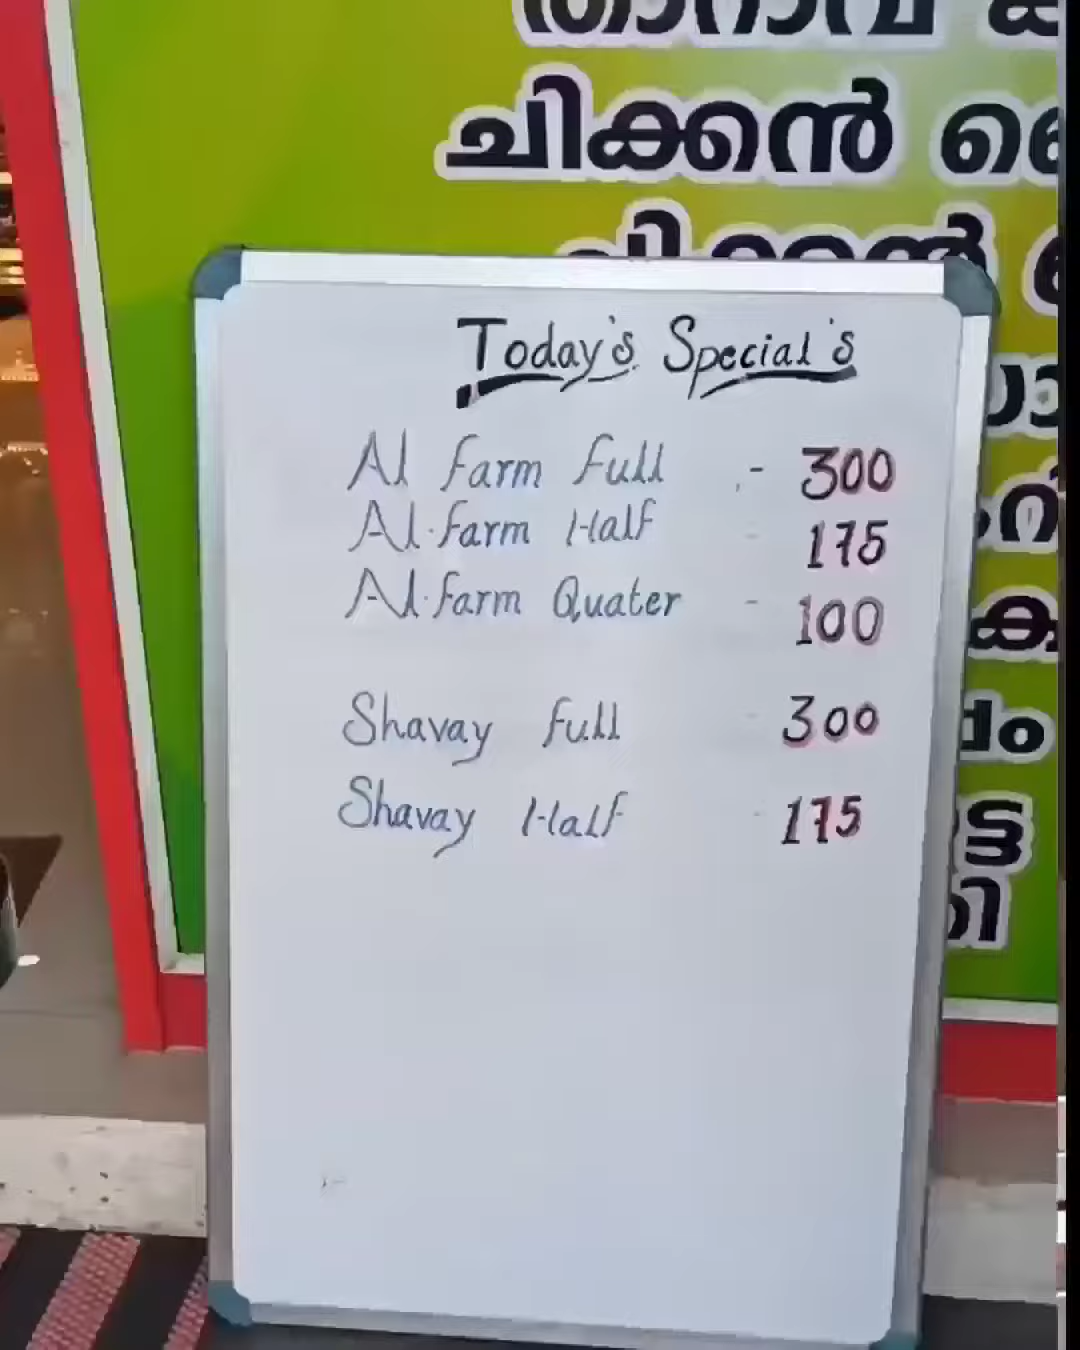 ചിക്കൻ
Today's Special's
Al farm full - 300
Al-farm Half - 175
Al-farm Quater - 100
Shavay full - 300
Shavay Half - 175